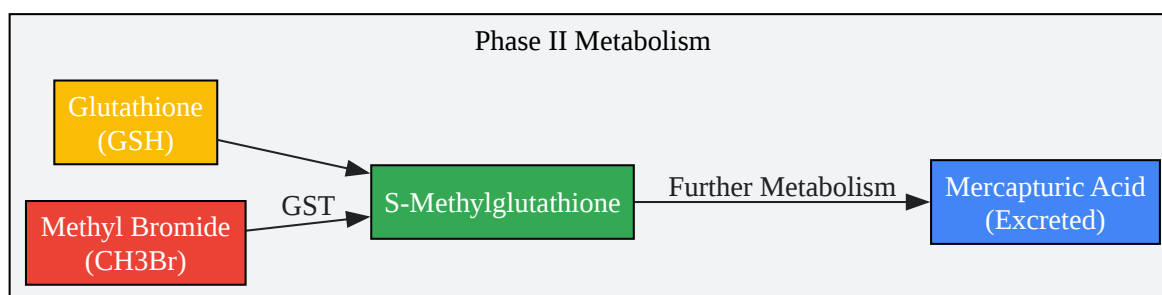 Phase II Metabolism
Glutathione
(GSH)
Methyl Bromide
(CH3Br)
GST
S-Methylglutathione
Further Metabolism
Mercapturic Acid
(Excreted)